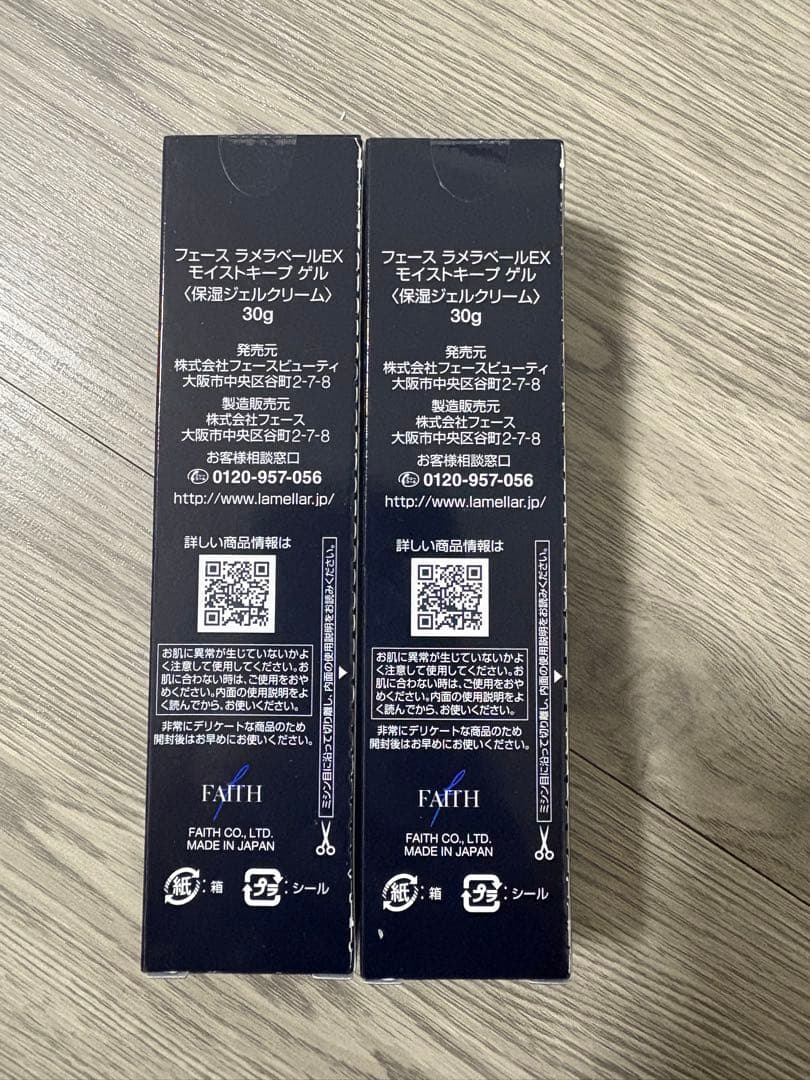 フェース ラメラベールEX
モイストキープ ゲル
〈保湿ジェルクリーム〉
30g
発売元
株式会社フェースビューティ
大阪市中央区谷町2-7-8
製造販売元
株式会社フェース
大阪市中央区谷町2-7-8
お客様相談窓口
0120-957-056
http://www.lamellar.jp/
詳しい商品情報は
お肌に異常が生じていないかよ
く注意して使用してください。お
肌に合わない時は、ご使用をおや
めください。内面の使用説明をよ
く読んでから、お使いください。
非常にデリケートな商品のため
開封後はお早めにお使いください。
ミシン目に沿って切り離し、内面の使用説明をお読みください。
FAITH
FAITH CO., LTD.
MADE IN JAPAN
紙:箱
プラ:シール
フェース ラメラベールEX
モイストキープ ゲル
〈保湿ジェルクリーム〉
30g
発売元
株式会社フェースビューティ
大阪市中央区谷町2-7-8
製造販売元
株式会社フェース
大阪市中央区谷町2-7-8
お客様相談窓口
0120-957-056
http://www.lamellar.jp/
詳しい商品情報は
お肌に異常が生じていないかよ
く注意して使用してください。お
肌に合わない時は、ご使用をおや
めください。内面の使用説明をよ
く読んでから、お使いください。
非常にデリケートな商品のため
開封後はお早めにお使いください。
ミシン目に沿って切り離し、内面の使用説明をお読みください。
FAITH
FAITH CO., LTD.
MADE IN JAPAN
紙:箱
プラ:シール